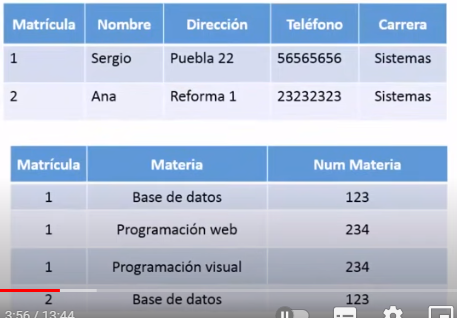 Matrícula Nombre Dirección Teléfono Carrera
1 Sergio Puebla 22 56565656 Sistemas
2 Ana Reforma 1 23232323 Sistemas
Matrícula Materia Num Materia
1 Base de datos 123
1 Programación web 234
1 Programación visual 234
2 Base de datos 123
3:56 / 13:44